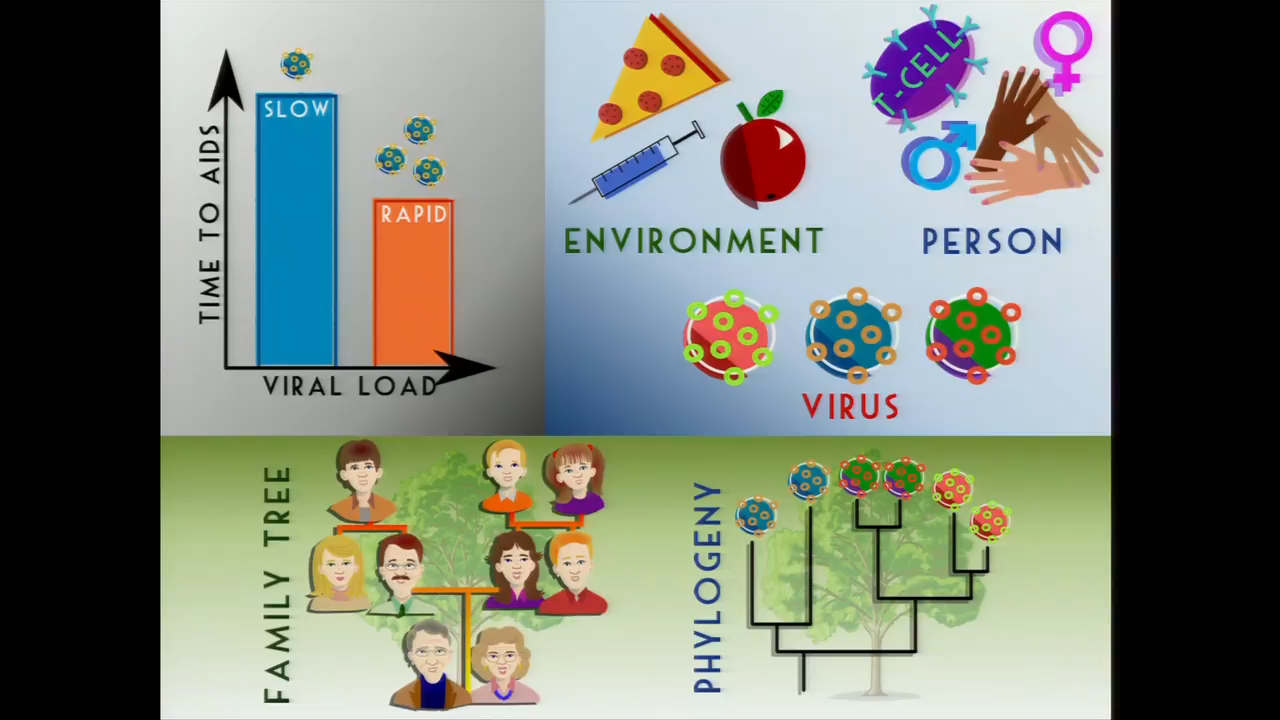 TIME TO AIDS
SLOW
RAPID
VIRAL LOAD
T-CELL
ENVIRONMENT
PERSON
VIRUS
FAMILY TREE
PHYLOGENY